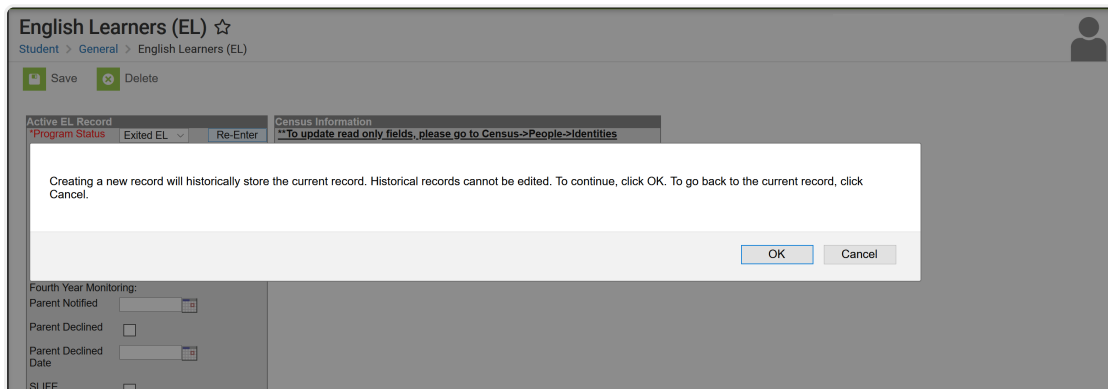 English Learners (EL)
Student > General > English Learners (EL)
Save Delete
Active EL Record
*Program Status Exited EL Re-Enter
Census Information
**To update read only fields, please go to Census->People->Identities
Creating a new record will historically store the current record. Historical records cannot be edited. To continue, click OK. To go back to the current record, click
Cancel.
OK Cancel
Fourth Year Monitoring:
Parent Notified
Parent Declined
Parent Declined
Date
SLIFE